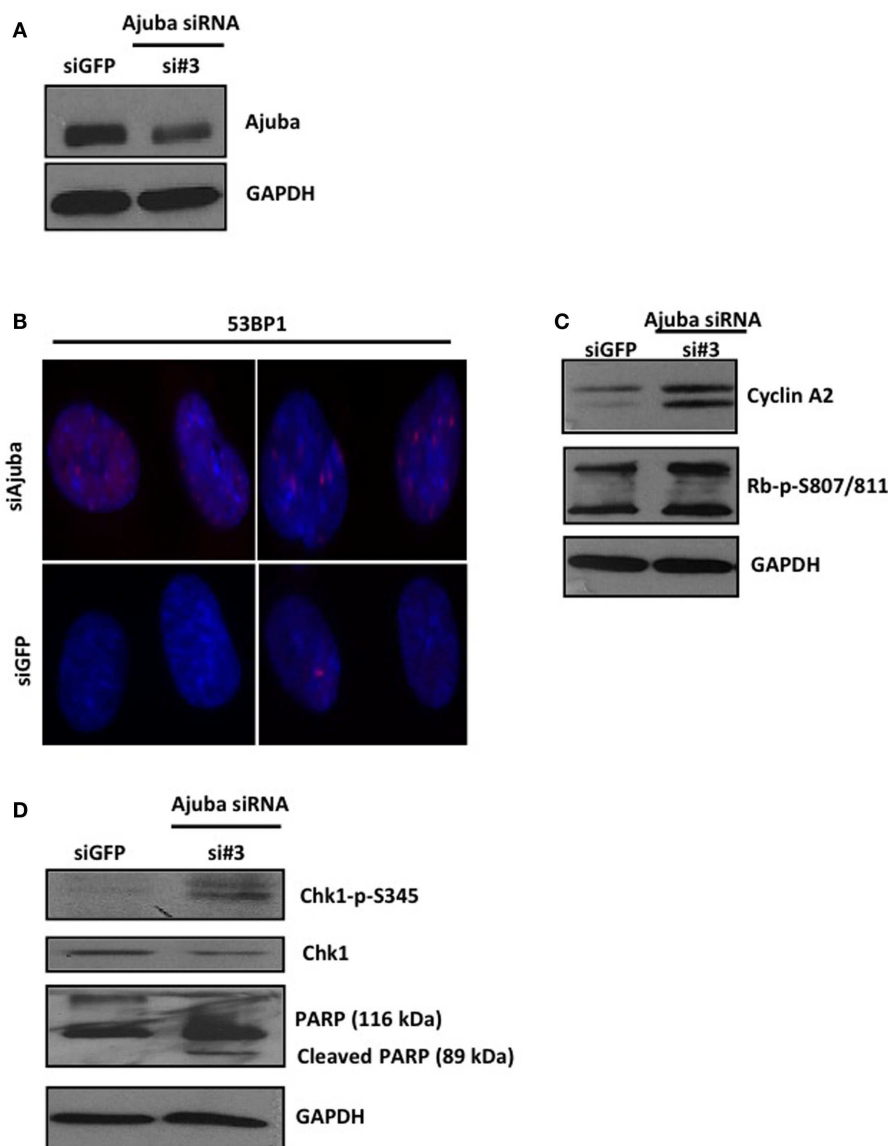 A
Ajuba siRNA
siGFP si#3
Ajuba
GAPDH
B
53BP1
siAjuba
siGFP
C
Ajuba siRNA
siGFP si#3
Cyclin A2
Rb-p-S807/811
GAPDH
D
Ajuba siRNA
siGFP si#3
Chk1-p-S345
Chk1
PARP (116 kDa)
Cleaved PARP (89 kDa)
GAPDH